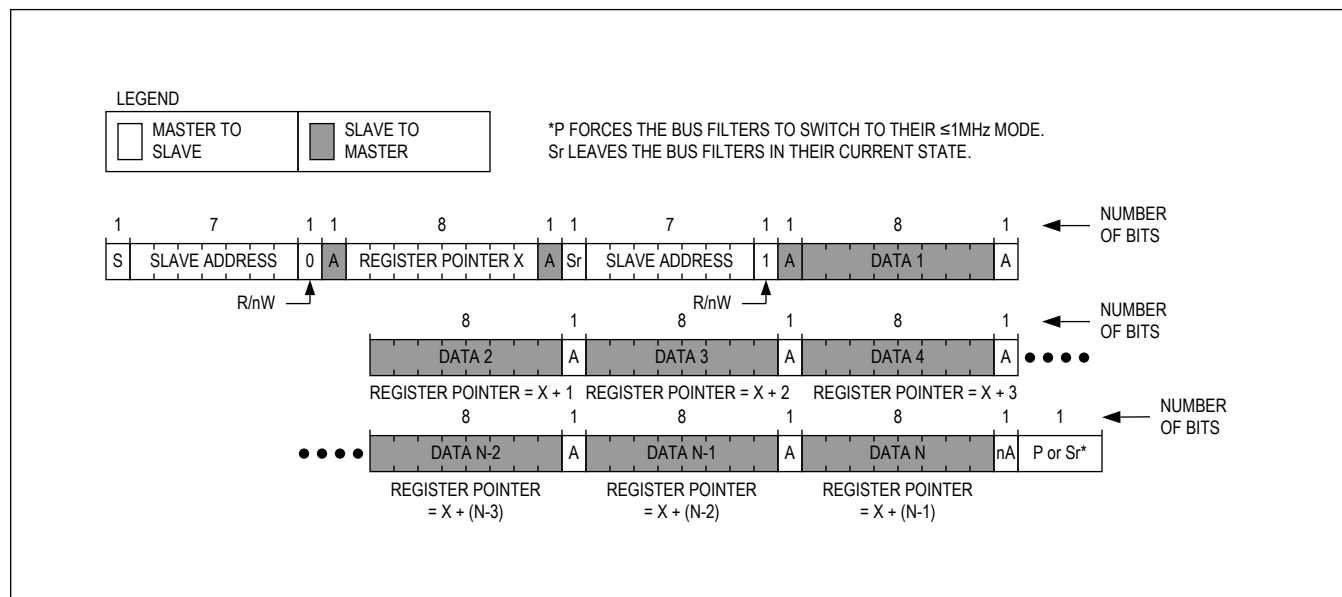 LEGEND
MASTER TO
SLAVE
SLAVE TO
MASTER
*P FORCES THE BUS FILTERS TO SWITCH TO THEIR ≤1MHz MODE.
Sr LEAVES THE BUS FILTERS IN THEIR CURRENT STATE.
1 7 1 1 8 1 1 7 1 1 8 1
NUMBER
OF BITS
S SLAVE ADDRESS 0 A REGISTER POINTER X A Sr SLAVE ADDRESS 1 A DATA 1 A
R/nW R/nW
8 1 8 1 8 1
NUMBER
OF BITS
DATA 2 A DATA 3 A DATA 4 A
REGISTER POINTER = X + 1 REGISTER POINTER = X + 2 REGISTER POINTER = X + 3
8 1 8 1 8 1 1
NUMBER
OF BITS
DATA N-2 A DATA N-1 A DATA N nA P or Sr*
REGISTER POINTER
= X + (N-3)
REGISTER POINTER
= X + (N-2)
REGISTER POINTER
= X + (N-1)